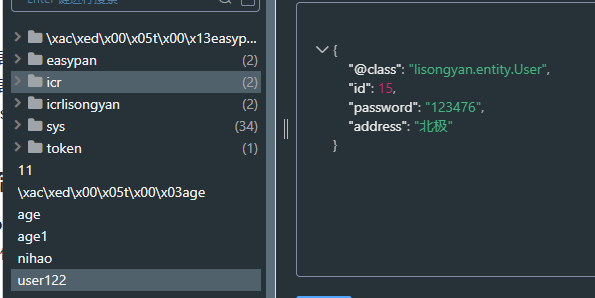 Enter 键进行搜索
\xac\xed\x00\x05t\x00\x13easyp...
easypan (2)
icr (2)
icrlisongyan (2)
sys (34)
token (1)
11
\xac\xed\x00\x05t\x00\x03age
age
age1
nihao
user122
{
"@class": "lisongyan.entity.User",
"id": 15,
"password": "123476",
"address": "北极"
}